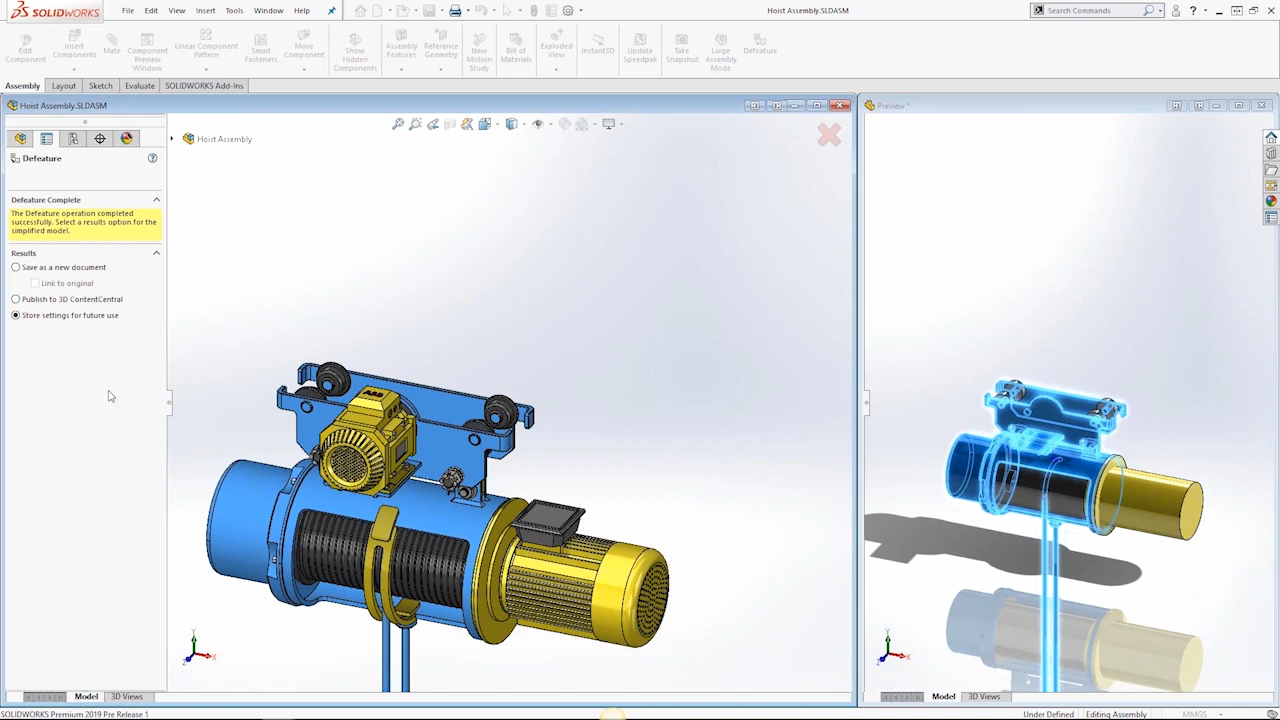 SOLIDWORKS
File
Edit
View
Insert
Tools
Window
Help
Hoist Assembly.SLDASM
Search Commands
Edit
Component
Insert
Components
Mate
Component
Preview
Window
Linear Component
Pattern
Smart
Fasteners
Move
Component
Show
Hidden
Components
Assembly
Features
Reference
Geometry
New
Motion
Study
Bill of
Materials
Exploded
View
Instant3D
Update
Speedpak
Take
Snapshot
Large
Assembly
Mode
Defeature
Assembly
Layout
Sketch
Evaluate
SOLIDWORKS Add-Ins
Hoist Assembly.SLDASM
Preview *
Hoist Assembly
Defeature
Defeature Complete
The Defeature operation completed
successfully. Select a results option for the
simplified model.
Results
Save as a new document
Link to original
Publish to 3D ContentCentral
Store settings for future use
ABB
Y
X
Z
Y
X
Z
Model
3D Views
Model
3D Views
SOLIDWORKS Premium 2019 Pre Release 1
Under Defined
Editing Assembly
MMGS